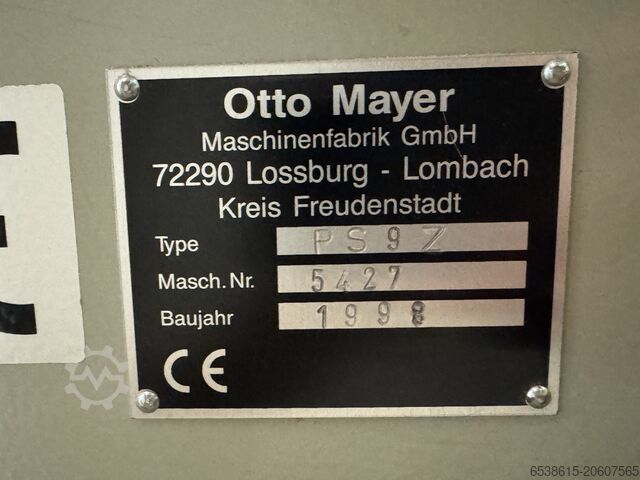 Otto Mayer
Maschinenfabrik GmbH
72290 Lossburg - Lombach
Kreis Freudenstadt
Type PS9Z
Masch.Nr. 5427
Baujahr 1998
CE
6538615-20607565